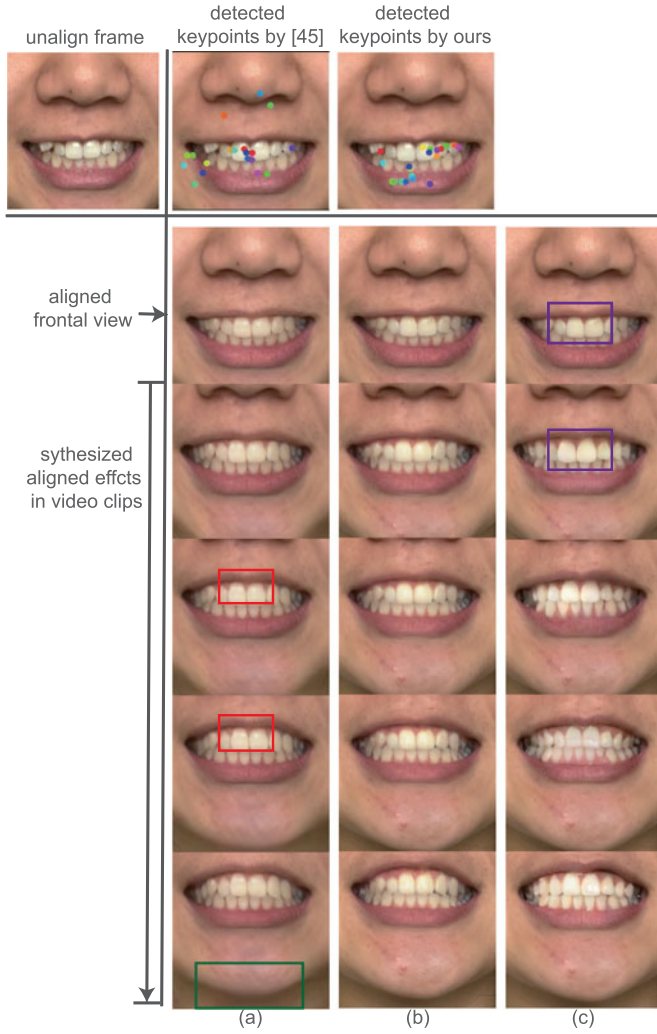 unalign frame
detected
keypoints by [45]
detected
keypoints by ours
aligned
frontal view
sythesized
aligned effcts
in video clips
(a)
(b)
(c)